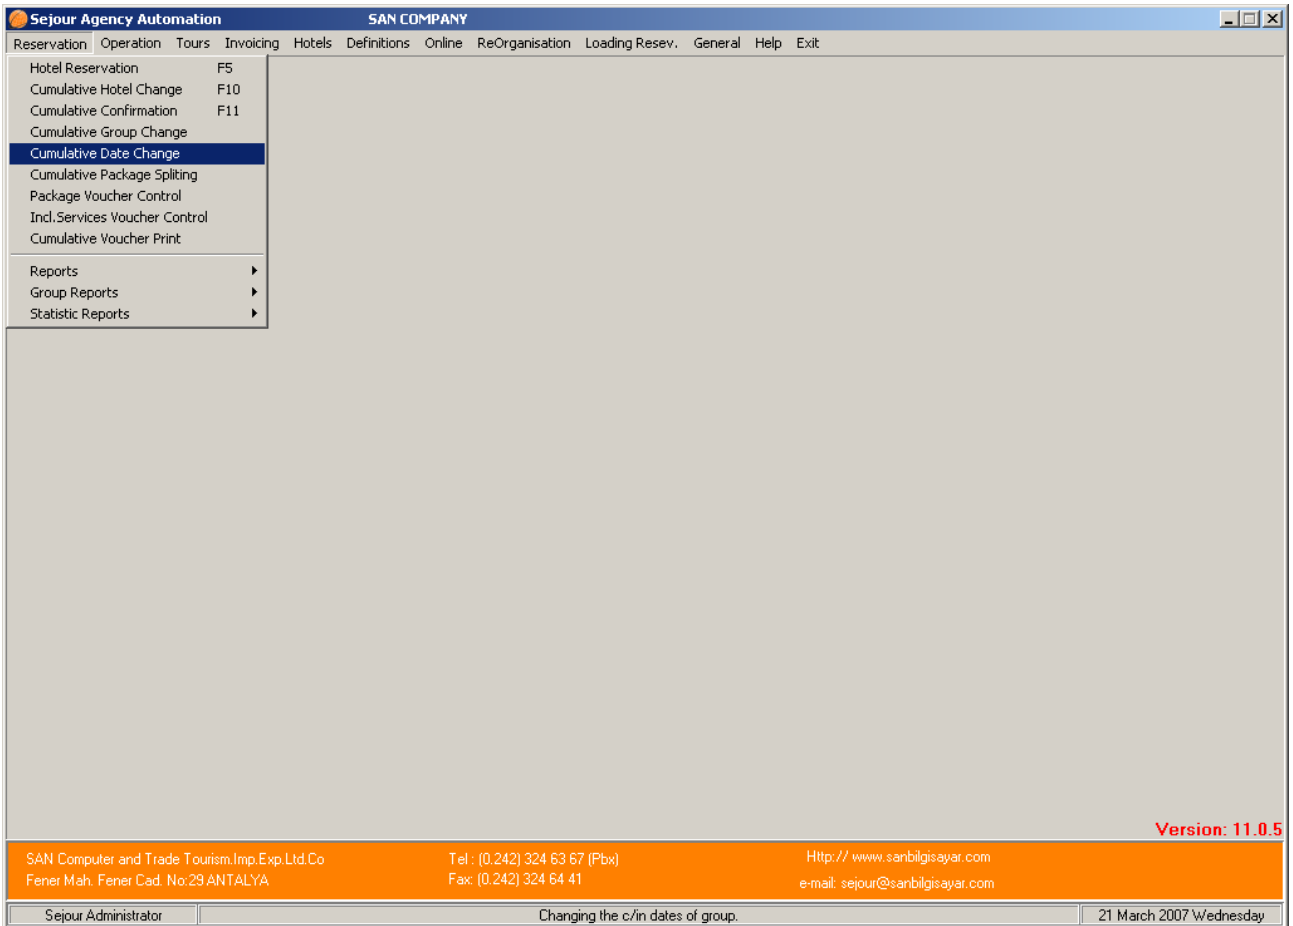 Sejour Agency Automation SAN COMPANY
Reservation Operation Tours Invoicing Hotels Definitions Online ReOrganisation Loading Resev. General Help Exit
Hotel Reservation F5
Cumulative Hotel Change F10
Cumulative Confirmation F11
Cumulative Group Change
Cumulative Date Change
Cumulative Package Spliting
Package Voucher Control
Incl.Services Voucher Control
Cumulative Voucher Print
Reports
Group Reports
Statistic Reports
Version: 11.0.5
SAN Computer and Trade Tourism.Imp.Exp.Ltd.Co Tel : (0.242) 324 63 67 (Pbx) Http:// www.sanbilgisayar.com
Fener Mah. Fener Cad. No:29 ANTALYA Fax: (0.242) 324 64 41 e-mail: sejour@sanbilgisayar.com
Sejour Administrator Changing the c/in dates of group. 21 March 2007 Wednesday